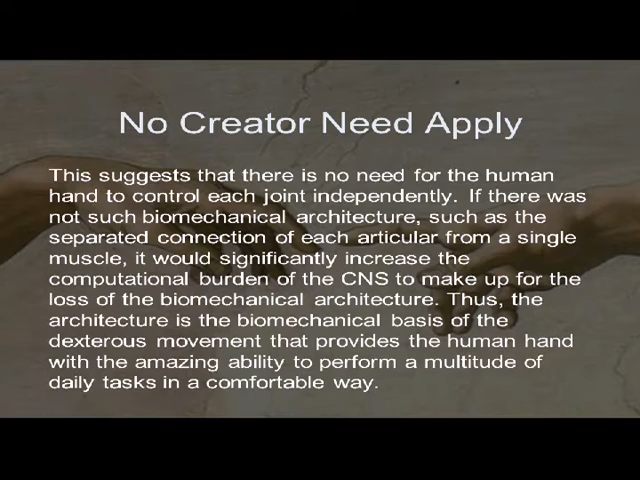 No Creator Need Apply
This suggests that there is no need for the human
hand to control each joint independently. If there was
not such biomechanical architecture, such as the
separated connection of each articular from a single
muscle, it would significantly increase the
computational burden of the CNS to make up for the
loss of the biomechanical architecture. Thus, the
architecture is the biomechanical basis of the
dexterous movement that provides the human hand
with the amazing ability to perform a multitude of
daily tasks in a comfortable way.